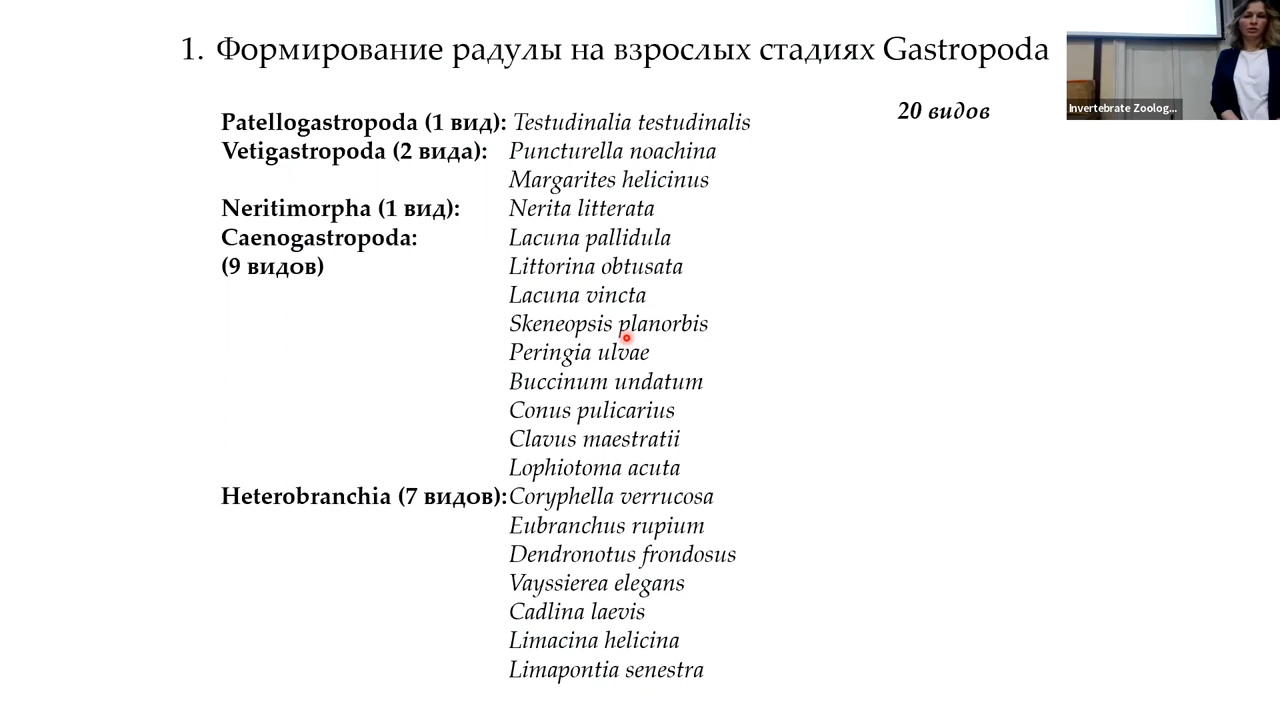 1. Формирование радулы на взрослых стадиях Gastropoda
20 видов
Patellogastropoda (1 вид): Testudinalia testudinalis
Vetigastropoda (2 вида): Puncturella noachina
Margarites helicinus
Neritimorpha (1 вид): Nerita litterata
Caenogastropoda: Lacuna pallidula
(9 видов) Littorina obtusata
Lacuna vincta
Skeneopsis planorbis
Peringia ulvae
Buccinum undatum
Conus pulicarius
Clavus maestratii
Lophiotoma acuta
Heterobranchia (7 видов): Coryphella verrucosa
Eubranchus rupium
Dendronotus frondosus
Vayssierea elegans
Cadlina laevis
Limacina helicina
Limapontia senestra
Invertebrate Zoolog...